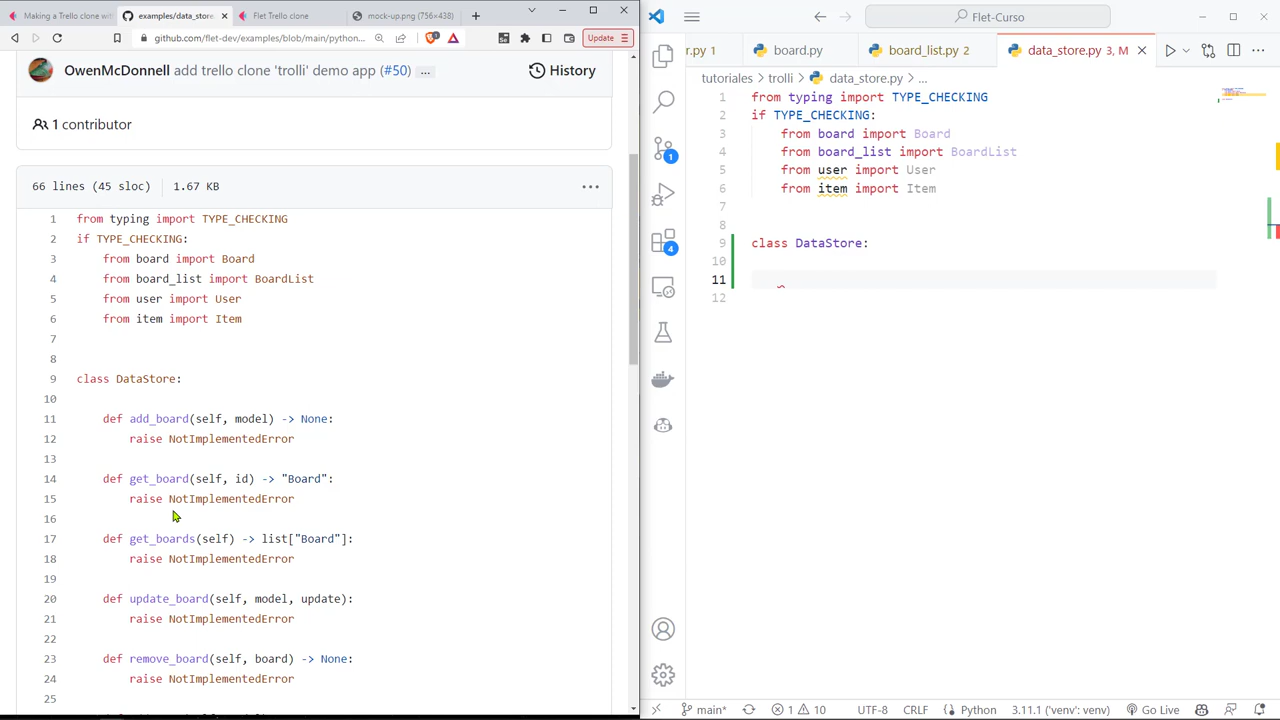 Making a Trello clone with
examples/data_store
Flet Trello clone
mock-up.png (756×438)
github.com/flet-dev/examples/blob/main/python
Update
OwenMcDonnell add trello clone 'trolli' demo app (#50) ...
History
1 contributor
66 lines (45 sloc) 1.67 KB
1 from typing import TYPE_CHECKING
2 if TYPE_CHECKING:
3 from board import Board
4 from board_list import BoardList
5 from user import User
6 from item import Item
7
8
9 class DataStore:
10
11 def add_board(self, model) -> None:
12 raise NotImplementedError
13
14 def get_board(self, id) -> "Board":
15 raise NotImplementedError
16
17 def get_boards(self) -> list["Board"]:
18 raise NotImplementedError
19
20 def update_board(self, model, update):
21 raise NotImplementedError
22
23 def remove_board(self, board) -> None:
24 raise NotImplementedError
25
Flet-Curso
r.py 1
board.py
board_list.py 2
data_store.py 3, M
tutoriales > trolli > data_store.py > ...
1 from typing import TYPE_CHECKING
2 if TYPE_CHECKING:
3 from board import Board
4 from board_list import BoardList
5 from user import User
6 from item import Item
7
8
9 class DataStore:
10
11
12
1
4
main* 1 10 UTF-8 CRLF Python 3.11.1 ('venv': venv) Go Live